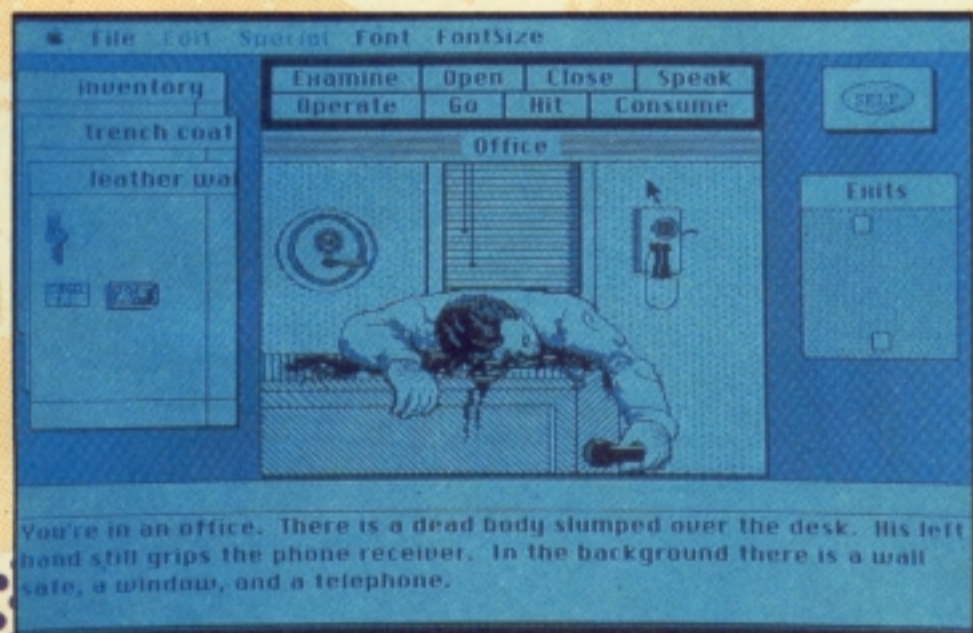 File Edit Special Font FontSize
inventory
trench coat
leather wal
Examine Open Close Speak
Operate Go Hit Consume
Office
SELF
Exits
You're in an office. There is a dead body slumped over the desk. His left
hand still grips the phone receiver. In the background there is a wall
safe, a window, and a telephone.